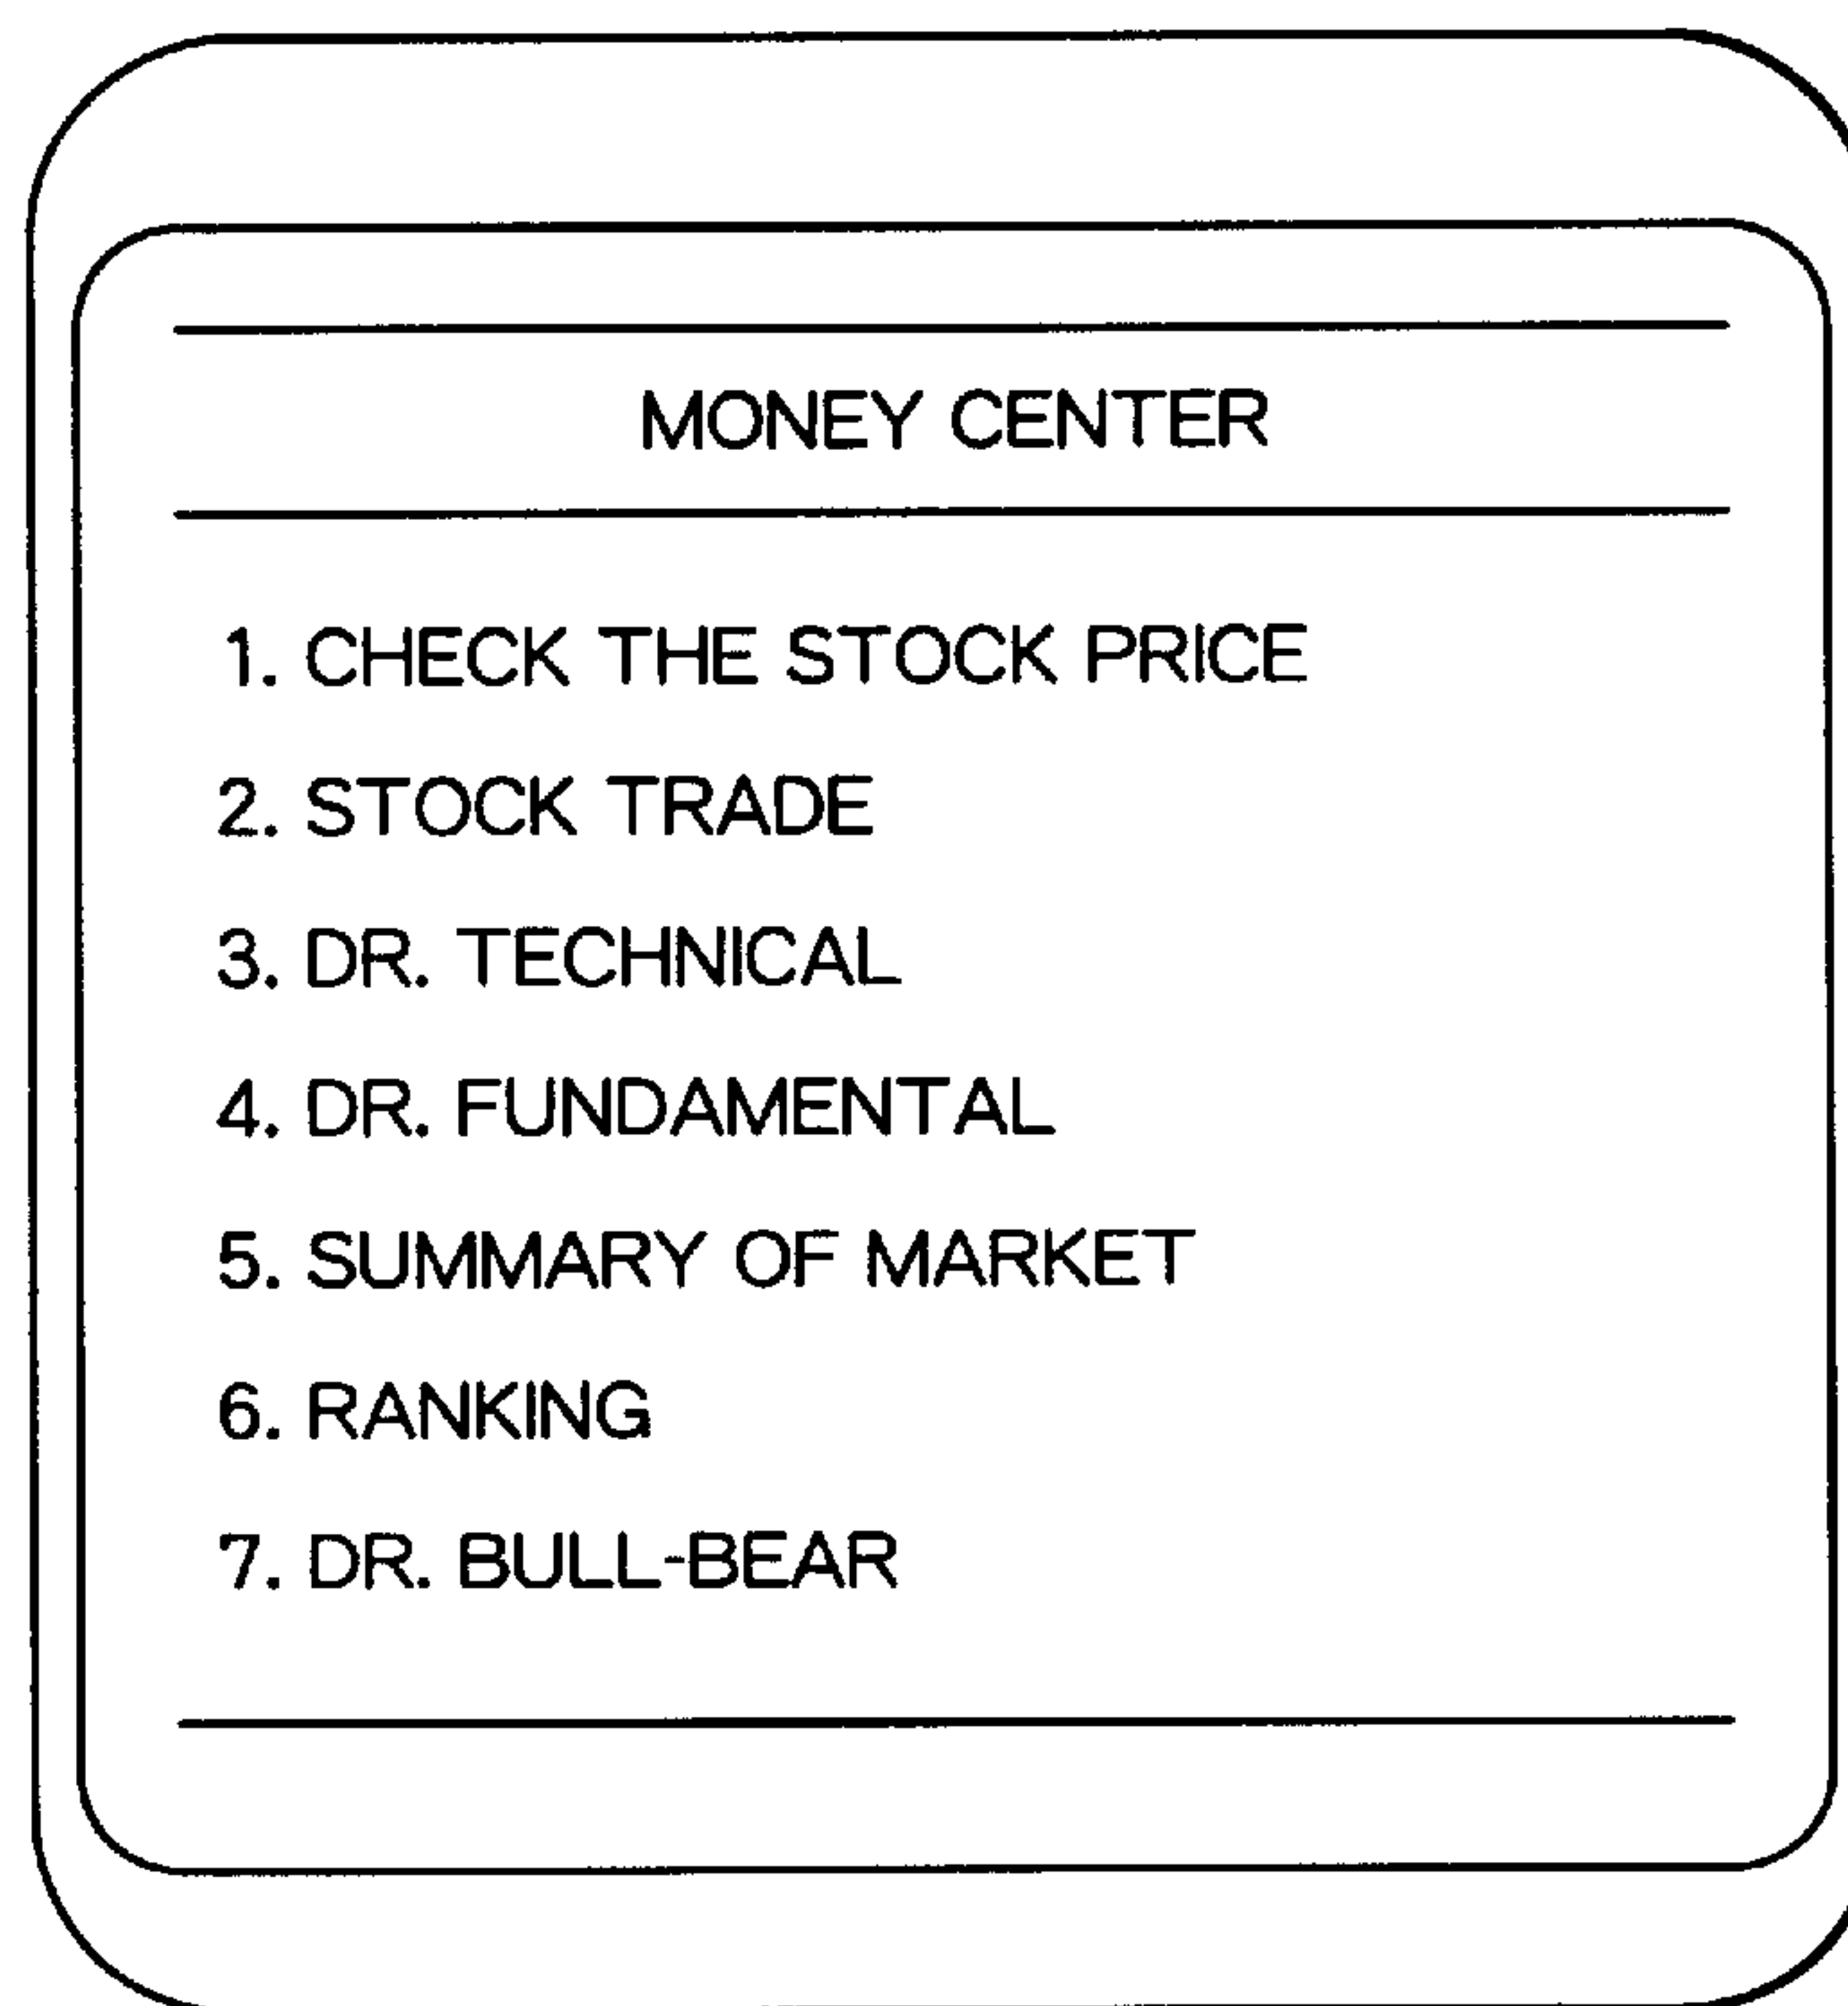 MONEY CENTER
1. CHECK THE STOCK PRICE
2. STOCK TRADE
3. DR. TECHNICAL
4. DR. FUNDAMENTAL
5. SUMMARY OF MARKET
6. RANKING
7. DR. BULL-BEAR